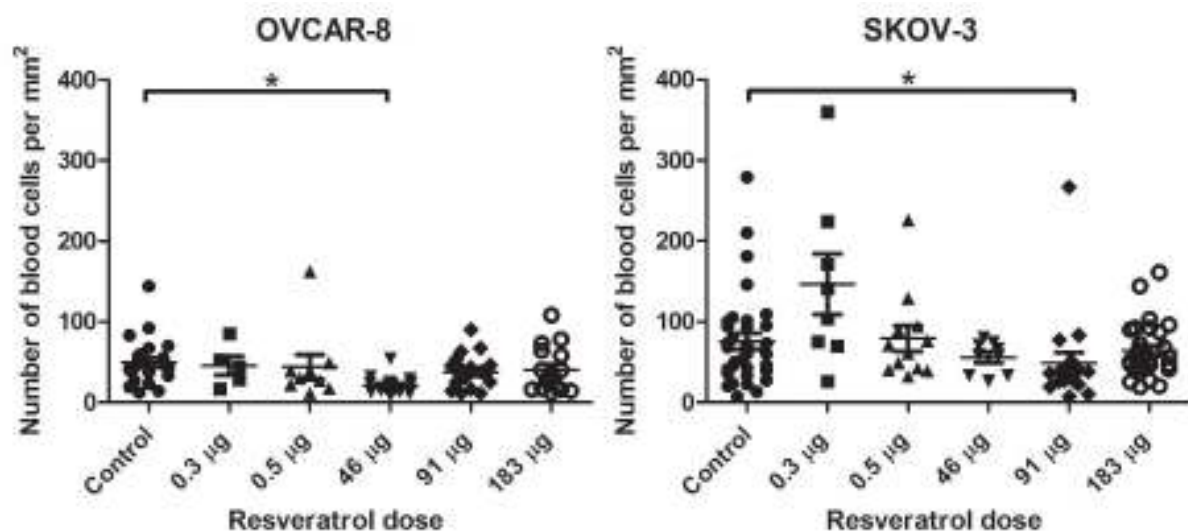 OVCAR-8
Number of blood cells per mm²
400
300
200
100
0
*
Control
0.3 µg
0.5 µg
46 µg
91 µg
183 µg
Resveratrol dose
SKOV-3
Number of blood cells per mm²
400
300
200
100
0
*
Control
0.3 µg
0.5 µg
46 µg
91 µg
183 µg
Resveratrol dose